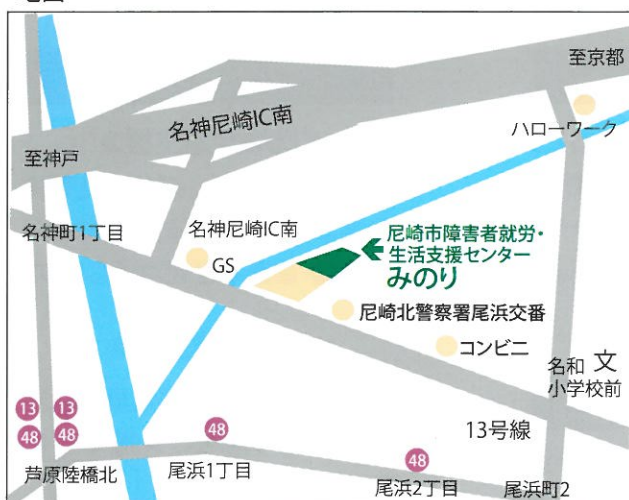 至京都
名神尼崎IC南
ハローワーク
至神戸
名神町1丁目
名神尼崎IC南
GS
尼崎市障害者就労・
生活支援センター
みのり
尼崎北警察署尾浜交番
コンビニ
名和 文
小学校前
13 13
48 48
48
13号線
48
芦原陸橋北
尾浜1丁目
尾浜2丁目
尾浜町2